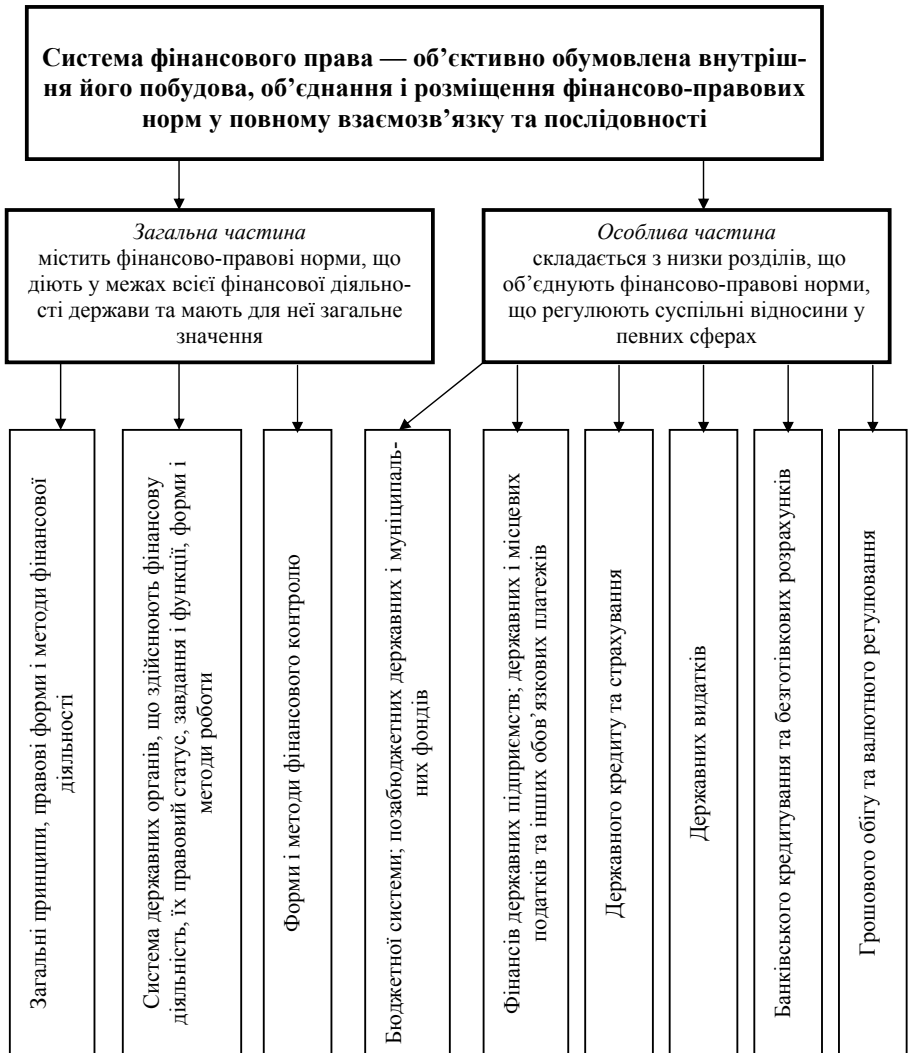 Система фінансового права — об’єктивно обумовлена внутріш-
ня його побудова, об’єднання і розміщення фінансово-правових
норм у повному взаємозв’язку та послідовності
Загальна частина
містить фінансово-правові норми, що
діють у межах всієї фінансової діяльно-
сті держави та мають для неї загальне
значення
Особлива частина
складається з низки розділів, що
об’єднують фінансово-правові норми,
що регулюють суспільні відносини у
певних сферах
Загальні принципи, правові форми і методи фінансової
діяльності
Система державних органів, що здійснюють фінансову
діяльність, їх правовий статус, завдання і функції, форми і
методи роботи
Форми і методи фінансового контролю
Бюджетної системи; позабюджетних державних і муніципаль-
них фондів
Фінансів державних підприємств; державних і місцевих
податків та інших обов’язкових платежів
Державного кредиту та страхування
Державних видатків
Банківського кредитування та безготівкових розрахунків
Грошового обігу та валютного регулювання